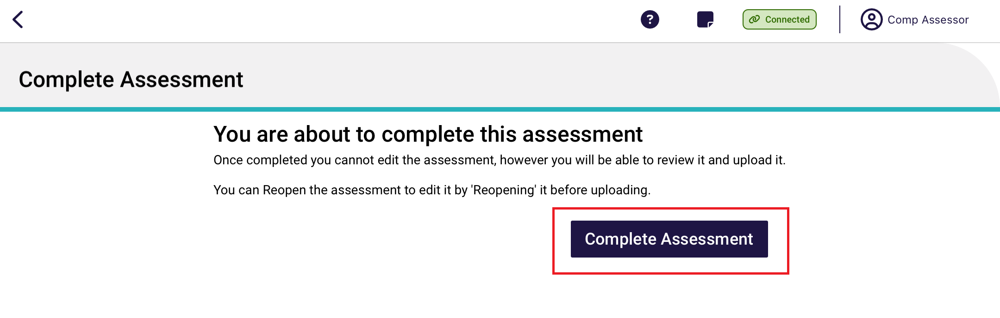 ?
Connected
Comp Assessor
Complete Assessment
You are about to complete this assessment
Once completed you cannot edit the assessment, however you will be able to review it and upload it.
You can Reopen the assessment to edit it by 'Reopening' it before uploading.
Complete Assessment